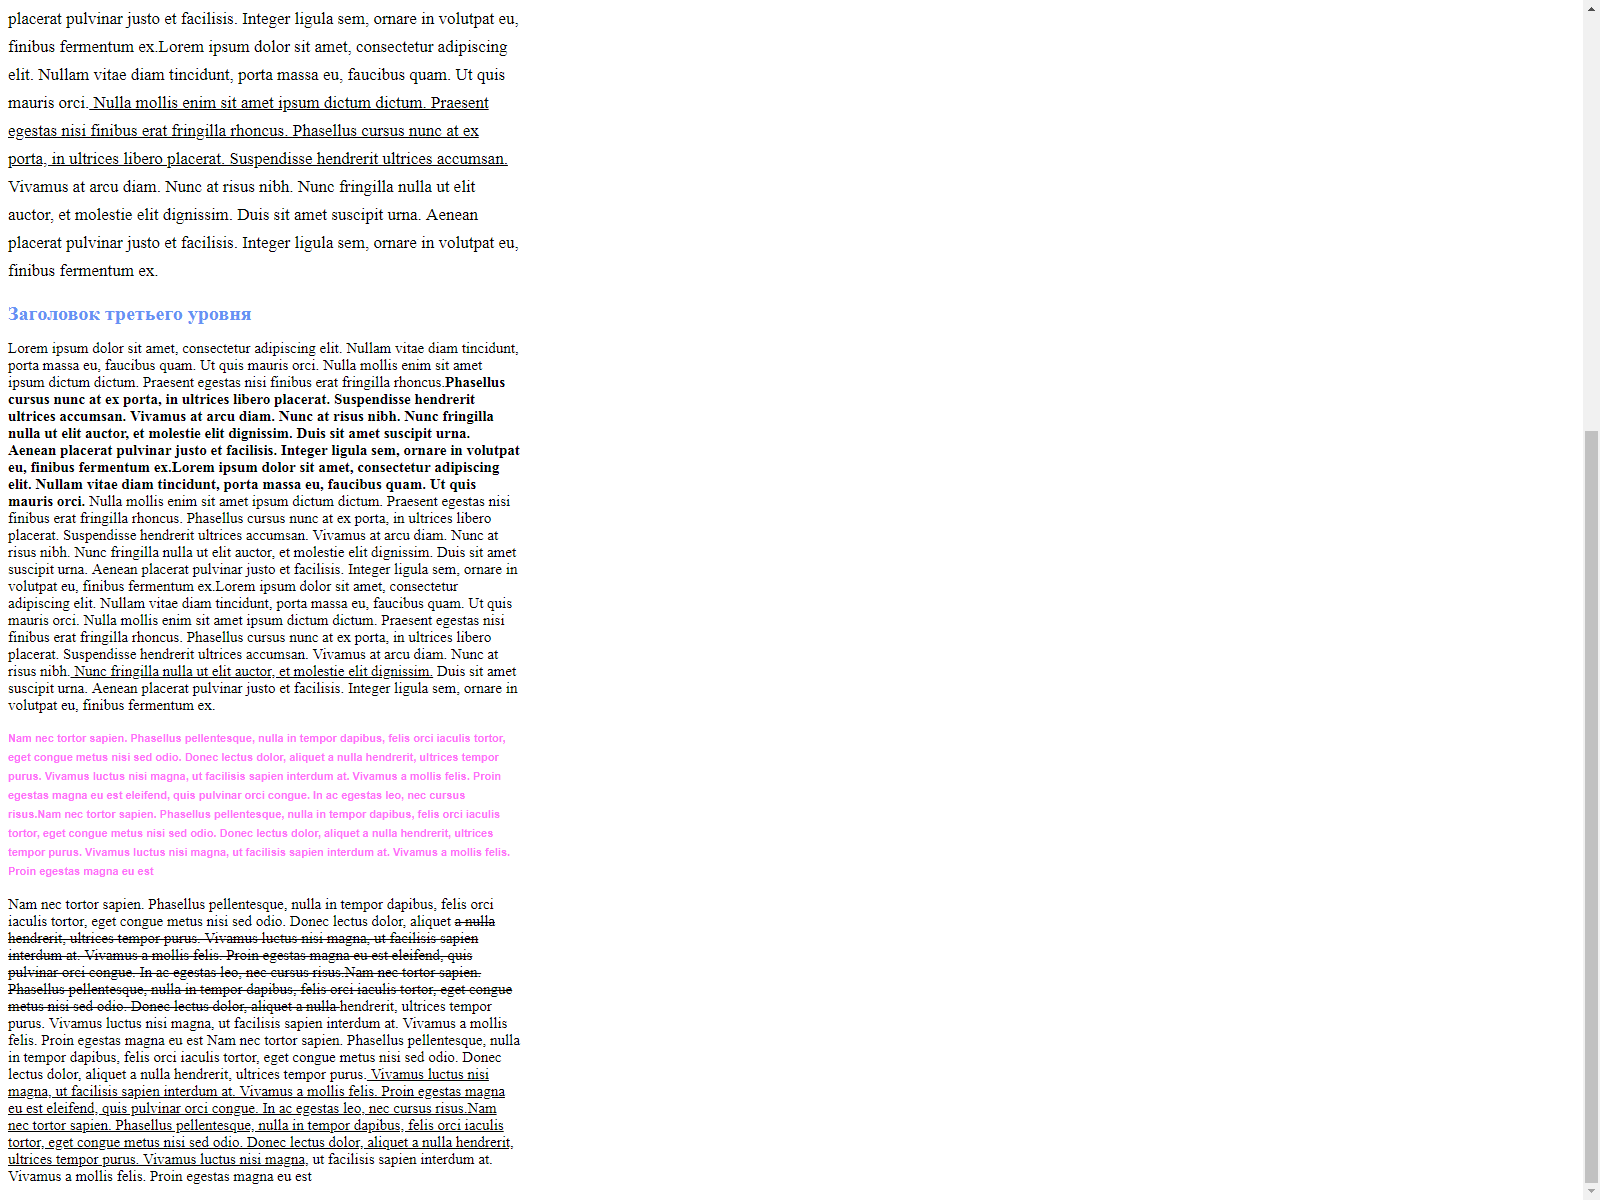 placerat pulvinar justo et facilisis. Integer ligula sem, ornare in volutpat eu,
finibus fermentum ex.Lorem ipsum dolor sit amet, consectetur adipiscing
elit. Nullam vitae diam tincidunt, porta massa eu, faucibus quam. Ut quis
mauris orci. Nulla mollis enim sit amet ipsum dictum dictum. Praesent
egestas nisi finibus erat fringilla rhoncus. Phasellus cursus nunc at ex
porta, in ultrices libero placerat. Suspendisse hendrerit ultrices accumsan.
Vivamus at arcu diam. Nunc at risus nibh. Nunc fringilla nulla ut elit
auctor, et molestie elit dignissim. Duis sit amet suscipit urna. Aenean
placerat pulvinar justo et facilisis. Integer ligula sem, ornare in volutpat eu,
finibus fermentum ex.
Заголовок третьего уровня
Lorem ipsum dolor sit amet, consectetur adipiscing elit. Nullam vitae diam tincidunt,
porta massa eu, faucibus quam. Ut quis mauris orci. Nulla mollis enim sit amet
ipsum dictum dictum. Praesent egestas nisi finibus erat fringilla rhoncus.Phasellus
cursus nunc at ex porta, in ultrices libero placerat. Suspendisse hendrerit
ultrices accumsan. Vivamus at arcu diam. Nunc at risus nibh. Nunc fringilla
nulla ut elit auctor, et molestie elit dignissim. Duis sit amet suscipit urna.
Aenean placerat pulvinar justo et facilisis. Integer ligula sem, ornare in volutpat
eu, finibus fermentum ex.Lorem ipsum dolor sit amet, consectetur adipiscing
elit. Nullam vitae diam tincidunt, porta massa eu, faucibus quam. Ut quis
mauris orci. Nulla mollis enim sit amet ipsum dictum dictum. Praesent egestas nisi
finibus erat fringilla rhoncus. Phasellus cursus nunc at ex porta, in ultrices libero
placerat. Suspendisse hendrerit ultrices accumsan. Vivamus at arcu diam. Nunc at
risus nibh. Nunc fringilla nulla ut elit auctor, et molestie elit dignissim. Duis sit amet
suscipit urna. Aenean placerat pulvinar justo et facilisis. Integer ligula sem, ornare in
volutpat eu, finibus fermentum ex.Lorem ipsum dolor sit amet, consectetur
adipiscing elit. Nullam vitae diam tincidunt, porta massa eu, faucibus quam. Ut quis
mauris orci. Nulla mollis enim sit amet ipsum dictum dictum. Praesent egestas nisi
finibus erat fringilla rhoncus. Phasellus cursus nunc at ex porta, in ultrices libero
placerat. Suspendisse hendrerit ultrices accumsan. Vivamus at arcu diam. Nunc at
risus nibh. Nunc fringilla nulla ut elit auctor, et molestie elit dignissim. Duis sit amet
suscipit urna. Aenean placerat pulvinar justo et facilisis. Integer ligula sem, ornare in
volutpat eu, finibus fermentum ex.
Nam nec tortor sapien. Phasellus pellentesque, nulla in tempor dapibus, felis orci iaculis tortor,
eget congue metus nisi sed odio. Donec lectus dolor, aliquet a nulla hendrerit, ultrices tempor
purus. Vivamus luctus nisi magna, ut facilisis sapien interdum at. Vivamus a mollis felis. Proin
egestas magna eu est eleifend, quis pulvinar orci congue. In ac egestas leo, nec cursus
risus.Nam nec tortor sapien. Phasellus pellentesque, nulla in tempor dapibus, felis orci iaculis
tortor, eget congue metus nisi sed odio. Donec lectus dolor, aliquet a nulla hendrerit, ultrices
tempor purus. Vivamus luctus nisi magna, ut facilisis sapien interdum at. Vivamus a mollis felis.
Proin egestas magna eu est
Nam nec tortor sapien. Phasellus pellentesque, nulla in tempor dapibus, felis orci
iaculis tortor, eget congue metus nisi sed odio. Donec lectus dolor, aliquet a nulla
hendrerit, ultrices tempor purus. Vivamus luctus nisi magna, ut facilisis sapien
interdum at. Vivamus a mollis felis. Proin egestas magna eu est eleifend, quis
pulvinar orci congue. In ac egestas leo, nec cursus risus.Nam nec tortor sapien.
Phasellus pellentesque, nulla in tempor dapibus, felis orci iaculis tortor, eget congue
metus nisi sed odio. Donec lectus dolor, aliquet a nulla hendrerit, ultrices tempor
purus. Vivamus luctus nisi magna, ut facilisis sapien interdum at. Vivamus a mollis
felis. Proin egestas magna eu est Nam nec tortor sapien. Phasellus pellentesque, nulla
in tempor dapibus, felis orci iaculis tortor, eget congue metus nisi sed odio. Donec
lectus dolor, aliquet a nulla hendrerit, ultrices tempor purus. Vivamus luctus nisi
magna, ut facilisis sapien interdum at. Vivamus a mollis felis. Proin egestas magna
eu est eleifend, quis pulvinar orci congue. In ac egestas leo, nec cursus risus.Nam
nec tortor sapien. Phasellus pellentesque, nulla in tempor dapibus, felis orci iaculis
tortor, eget congue metus nisi sed odio. Donec lectus dolor, aliquet a nulla hendrerit,
ultrices tempor purus. Vivamus luctus nisi magna, ut facilisis sapien interdum at.
Vivamus a mollis felis. Proin egestas magna eu est